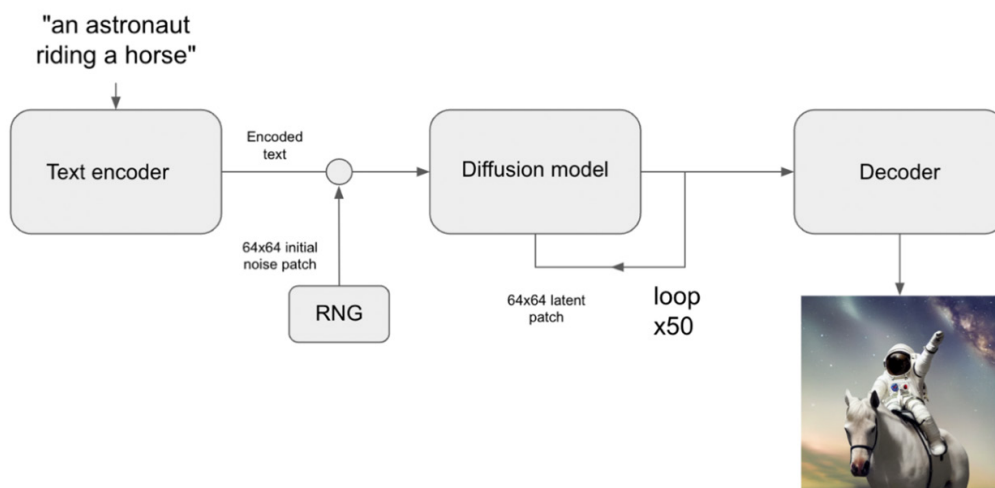 "an astronaut
riding a horse"
Text encoder
Encoded
text
64x64 initial
noise patch
RNG
Diffusion model
64x64 latent
patch
loop
x50
Decoder